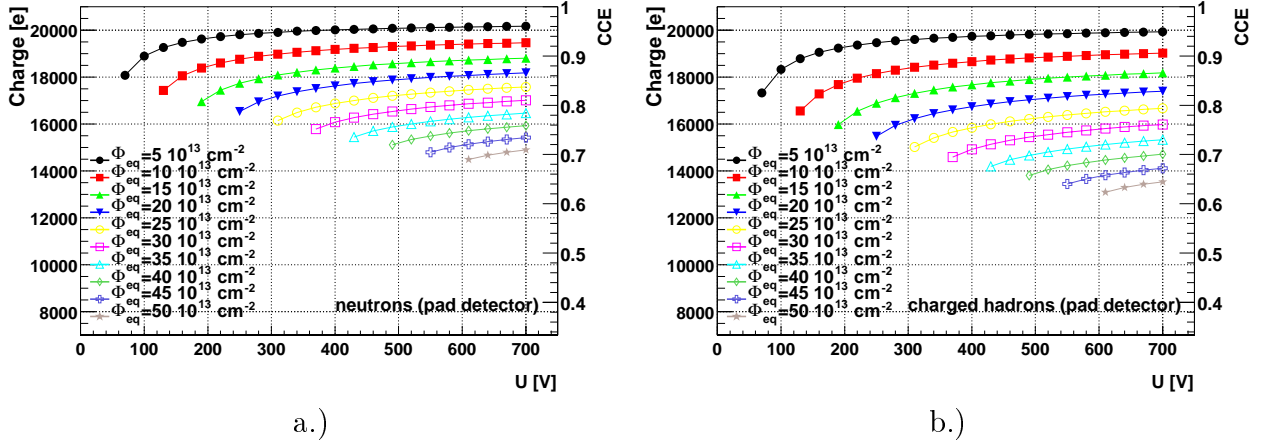 Charge [e]
20000
18000
16000
14000
12000
10000
8000
1
0.9
0.8
0.7
0.6
0.5
0.4
CCE
Φeq=5 10^13 cm^-2
Φeq=10 10^13 cm^-2
Φeq=15 10^13 cm^-2
Φeq=20 10^13 cm^-2
Φeq=25 10^13 cm^-2
Φeq=30 10^13 cm^-2
Φeq=35 10^13 cm^-2
Φeq=40 10^13 cm^-2
Φeq=45 10^13 cm^-2
Φeq=50 10^13 cm^-2
neutrons (pad detector)
0 100 200 300 400 500 600 700
U [V]
a.)
Charge [e]
20000
18000
16000
14000
12000
10000
8000
1
0.9
0.8
0.7
0.6
0.5
0.4
CCE
Φeq=5 10^13 cm^-2
Φeq=10 10^13 cm^-2
Φeq=15 10^13 cm^-2
Φeq=20 10^13 cm^-2
Φeq=25 10^13 cm^-2
Φeq=30 10^13 cm^-2
Φeq=35 10^13 cm^-2
Φeq=40 10^13 cm^-2
Φeq=45 10^13 cm^-2
Φeq=50 10^13 cm^-2
charged hadrons (pad detector)
0 100 200 300 400 500 600 700
U [V]
b.)